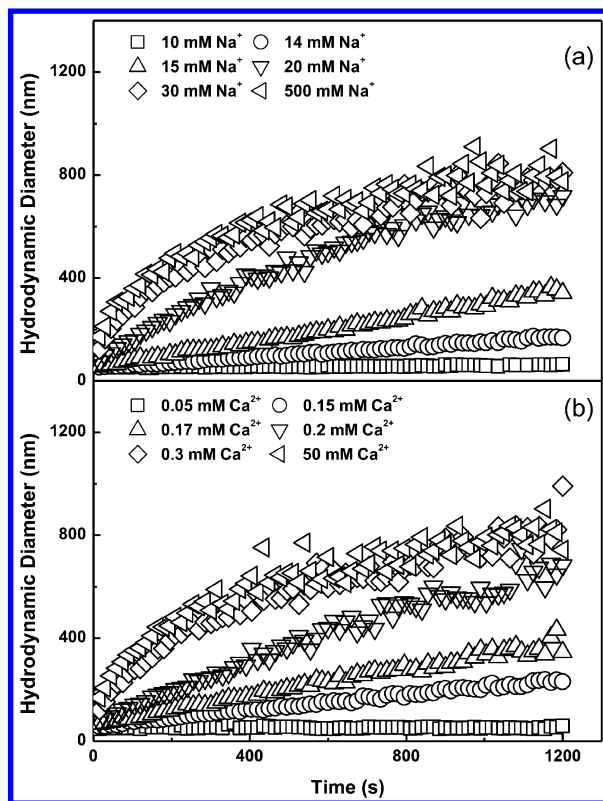 (a)
10 mM Na⁺ 14 mM Na⁺
15 mM Na⁺ 20 mM Na⁺
30 mM Na⁺ 500 mM Na⁺
Hydrodynamic Diameter (nm)
1200
800
400
0
(b)
0.05 mM Ca²⁺ 0.15 mM Ca²⁺
0.17 mM Ca²⁺ 0.2 mM Ca²⁺
0.3 mM Ca²⁺ 50 mM Ca²⁺
Hydrodynamic Diameter (nm)
1200
800
400
0
0 400 800 1200
Time (s)